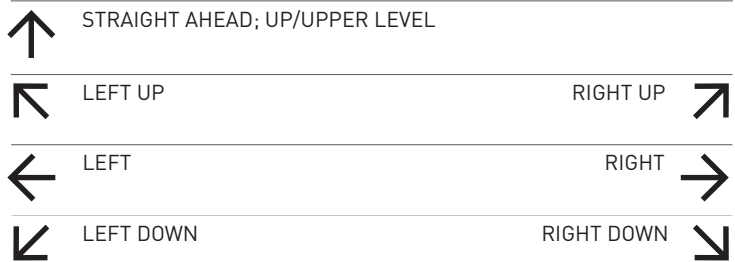 STRAIGHT AHEAD; UP/UPPER LEVEL
LEFT UP
RIGHT UP
LEFT
RIGHT
LEFT DOWN
RIGHT DOWN